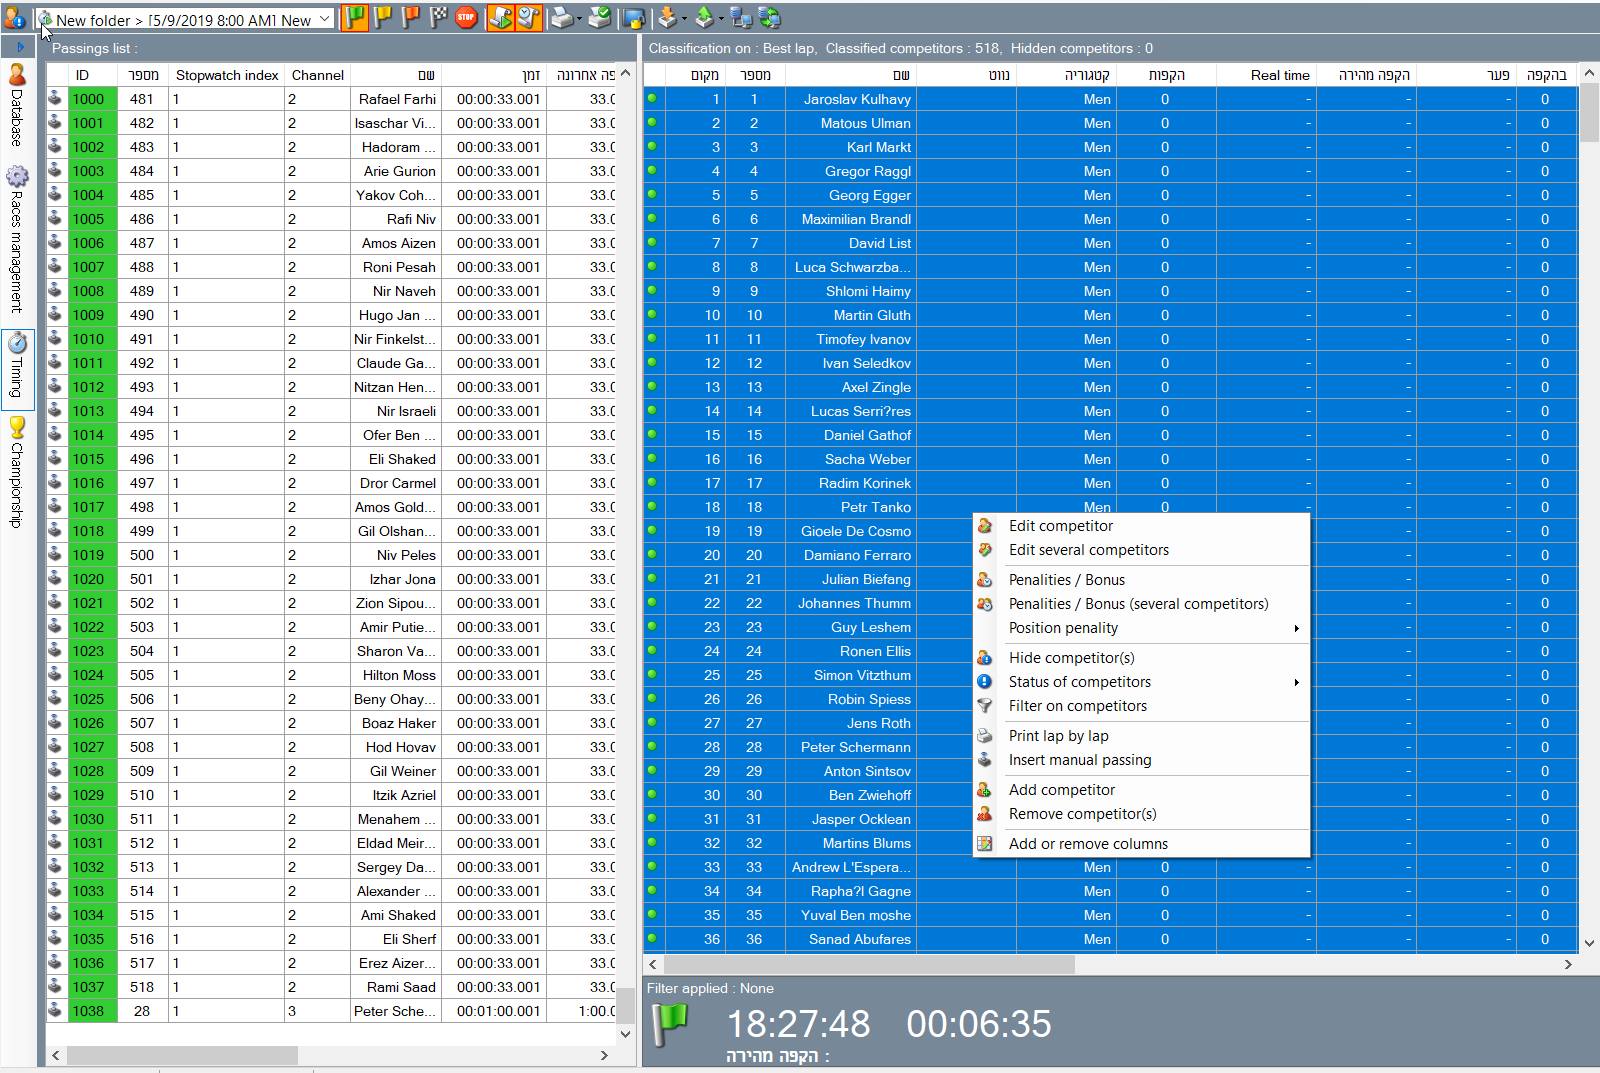 New folder > [5/9/2019 8:00 AM] New
STOP
Database
Races management
Timing
Championship
Passings list :
ID מספר Stopwatch index Channel שם זמן פה אחרונה
1000 481 1 2 Rafael Farhi 00:00:33.001 33.0
1001 482 1 2 Isaschar Vi... 00:00:33.001 33.0
1002 483 1 2 Hadoram ... 00:00:33.001 33.0
1003 484 1 2 Arie Gurion 00:00:33.001 33.0
1004 485 1 2 Yakov Coh... 00:00:33.001 33.0
1005 486 1 2 Rafi Niv 00:00:33.001 33.0
1006 487 1 2 Amos Aizen 00:00:33.001 33.0
1007 488 1 2 Roni Pesah 00:00:33.001 33.0
1008 489 1 2 Nir Naveh 00:00:33.001 33.0
1009 490 1 2 Hugo Jan ... 00:00:33.001 33.0
1010 491 1 2 Nir Finkelst... 00:00:33.001 33.0
1011 492 1 2 Claude Ga... 00:00:33.001 33.0
1012 493 1 2 Nitzan Hen... 00:00:33.001 33.0
1013 494 1 2 Nir Israeli 00:00:33.001 33.0
1014 495 1 2 Ofer Ben ... 00:00:33.001 33.0
1015 496 1 2 Eli Shaked 00:00:33.001 33.0
1016 497 1 2 Dror Carmel 00:00:33.001 33.0
1017 498 1 2 Amos Gold... 00:00:33.001 33.0
1018 499 1 2 Gil Olshan... 00:00:33.001 33.0
1019 500 1 2 Niv Peles 00:00:33.001 33.0
1020 501 1 2 Izhar Jona 00:00:33.001 33.0
1021 502 1 2 Zion Sipou... 00:00:33.001 33.0
1022 503 1 2 Amir Putie... 00:00:33.001 33.0
1023 504 1 2 Sharon Va... 00:00:33.001 33.0
1024 505 1 2 Hilton Moss 00:00:33.001 33.0
1025 506 1 2 Beny Ohay... 00:00:33.001 33.0
1026 507 1 2 Boaz Haker 00:00:33.001 33.0
1027 508 1 2 Hod Hovav 00:00:33.001 33.0
1028 509 1 2 Gil Weiner 00:00:33.001 33.0
1029 510 1 2 Itzik Azriel 00:00:33.001 33.0
1030 511 1 2 Menahem ... 00:00:33.001 33.0
1031 512 1 2 Eldad Meir... 00:00:33.001 33.0
1032 513 1 2 Sergey Da... 00:00:33.001 33.0
1033 514 1 2 Alexander ... 00:00:33.001 33.0
1034 515 1 2 Ami Shaked 00:00:33.001 33.0
1035 516 1 2 Eli Sherf 00:00:33.001 33.0
1036 517 1 2 Erez Aizer... 00:00:33.001 33.0
1037 518 1 2 Rami Saad 00:00:33.001 33.0
1038 28 1 3 Peter Sche... 00:01:00.001 1:00.0
Classification on : Best lap, Classified competitors : 518, Hidden competitors : 0
מקום מספר שם נווט קטגוריה הקפות Real time הקפה מהירה פער בהקפה
1 1 Jaroslav Kulhavy Men 0 - - - 0
2 2 Matous Ulman Men 0 - - - 0
3 3 Karl Markt Men 0 - - - 0
4 4 Gregor Raggl Men 0 - - - 0
5 5 Georg Egger Men 0 - - - 0
6 6 Maximilian Brandl Men 0 - - - 0
7 7 David List Men 0 - - - 0
8 8 Luca Schwarzba... Men 0 - - - 0
9 9 Shlomi Haimy Men 0 - - - 0
10 10 Martin Gluth Men 0 - - - 0
11 11 Timofey Ivanov Men 0 - - - 0
12 12 Ivan Seledkov Men 0 - - - 0
13 13 Axel Zingle Men 0 - - - 0
14 14 Lucas Serri?res Men 0 - - - 0
15 15 Daniel Gathof Men 0 - - - 0
16 16 Sacha Weber Men 0 - - - 0
17 17 Radim Korinek Men 0 - - - 0
18 18 Petr Tanko Men 0 - - - 0
19 19 Gioele De Cosmo - - 0
20 20 Damiano Ferraro - - 0
21 21 Julian Biefang - - 0
22 22 Johannes Thumm - - 0
23 23 Guy Leshem - - 0
24 24 Ronen Ellis - - 0
25 25 Simon Vitzthum - - 0
26 26 Robin Spiess - - 0
27 27 Jens Roth - - 0
28 28 Peter Schermann - - 0
29 29 Anton Sintsov - - 0
30 30 Ben Zwiehoff - - 0
31 31 Jasper Ocklean - - 0
32 32 Martins Blums - - 0
33 33 Andrew L'Espera... Men 0 - - - 0
34 34 Rapha?l Gagne Men 0 - - - 0
35 35 Yuval Ben moshe Men 0 - - - 0
36 36 Sanad Abufares Men 0 - - - 0
Edit competitor
Edit several competitors
Penalities / Bonus
Penalities / Bonus (several competitors)
Position penality
Hide competitor(s)
Status of competitors
Filter on competitors
Print lap by lap
Insert manual passing
Add competitor
Remove competitor(s)
Add or remove columns
Filter applied : None
18:27:48 00:06:35
הקפה מהירה :